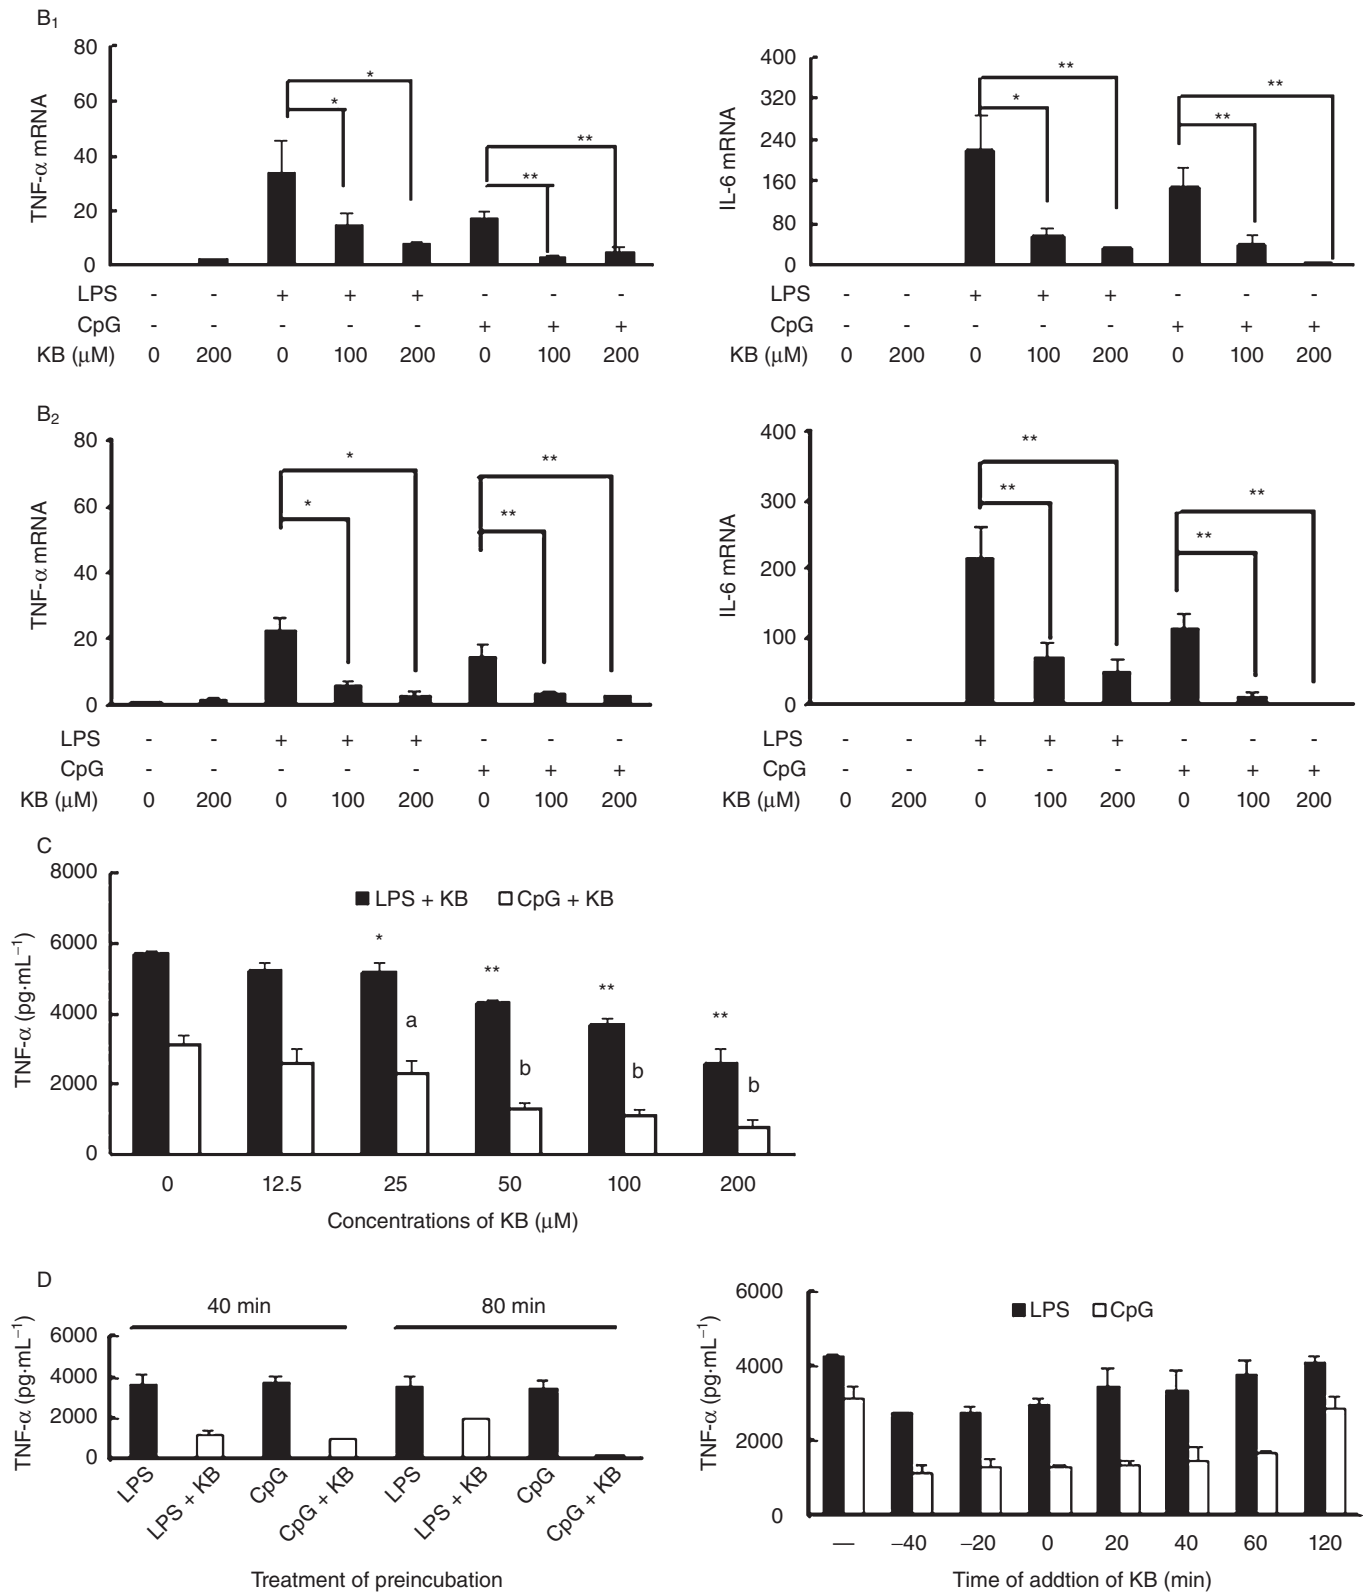 B1
TNF-α mRNA
80
60
40
20
0
*
*
**
**
LPS - - + + + - - -
CpG - - - - - + + +
KB (μM) 0 200 0 100 200 0 100 200
IL-6 mRNA
400
320
240
160
80
0
**
*
**
**
LPS - - + + + - - -
CpG - - - - - + + +
KB (μM) 0 200 0 100 200 0 100 200
B2
TNF-α mRNA
80
60
40
20
0
*
*
**
**
LPS - - + + + - - -
CpG - - - - - + + +
KB (μM) 0 200 0 100 200 0 100 200
IL-6 mRNA
400
300
200
100
0
**
**
**
**
LPS - - + + + - - -
CpG - - - - - + + +
KB (μM) 0 200 0 100 200 0 100 200
C
TNF-α (pg·mL−1)
8000
6000
4000
2000
0
LPS + KB CpG + KB
* ** ** **
a b b b
0 12.5 25 50 100 200
Concentrations of KB (μM)
D
40 min 80 min
TNF-α (pg·mL−1)
6000
4000
2000
0
LPS LPS + KB CpG CpG + KB LPS LPS + KB CpG CpG + KB
Treatment of preincubation
TNF-α (pg·mL−1)
6000
4000
2000
0
LPS CpG
— −40 −20 0 20 40 60 120
Time of addtion of KB (min)